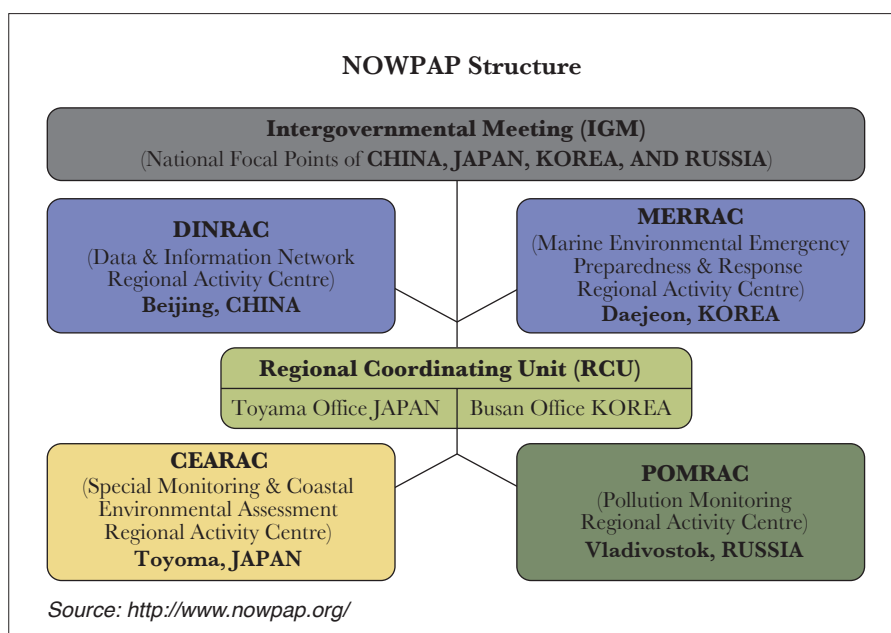 NOWPAP Structure
Intergovernmental Meeting (IGM)
(National Focal Points of CHINA, JAPAN, KOREA, AND RUSSIA)
DINRAC
(Data & Information Network
Regional Activity Centre)
Beijing, CHINA
MERRAC
(Marine Environmental Emergency
Preparedness & Response
Regional Activity Centre)
Daejeon, KOREA
Regional Coordinating Unit (RCU)
Toyama Office JAPAN
Busan Office KOREA
CEARAC
(Special Monitoring & Coastal
Environmental Assessment
Regional Activity Centre)
Toyoma, JAPAN
POMRAC
(Pollution Monitoring
Regional Activity Centre)
Vladivostok, RUSSIA
Source: http://www.nowpap.org/